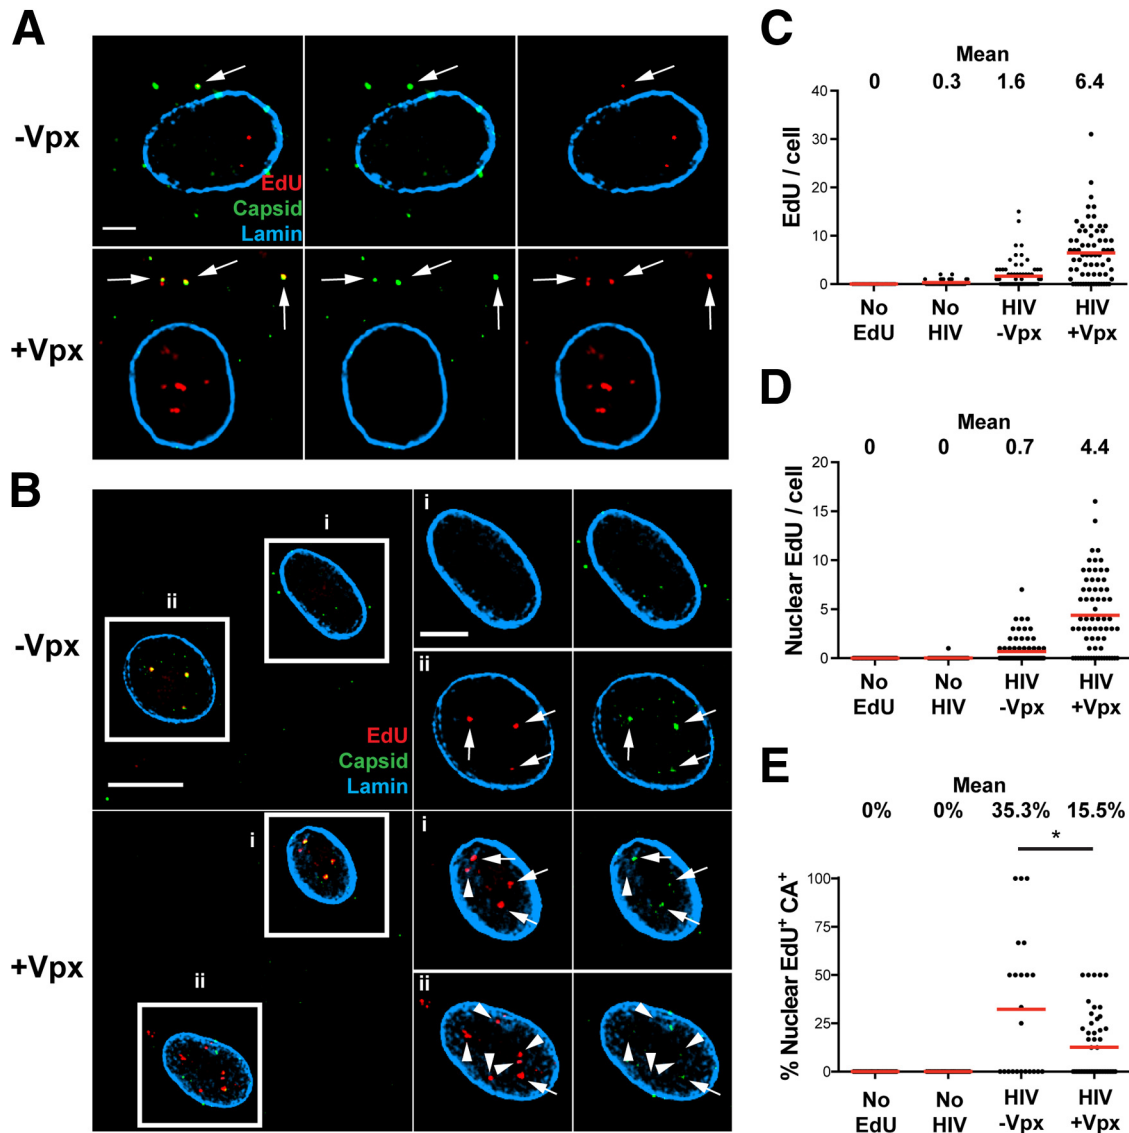 A
-Vpx
EdU
Capsid
Lamin
+Vpx
B
i
ii
-Vpx
EdU
Capsid
Lamin
i
ii
+Vpx
i
ii
i
ii
C
Mean
0 0.3 1.6 6.4
EdU / cell
40
30
20
10
0
No HIV HIV HIV
No No HIV HIV
EdU HIV -Vpx +Vpx
D
Mean
0 0 0.7 4.4
Nuclear EdU / cell
20
15
10
5
0
No No HIV HIV
EdU HIV -Vpx +Vpx
E
Mean
0% 0% 35.3% 15.5%
*
% Nuclear EdU⁺ CA⁺
100
75
50
25
0
No No HIV HIV
EdU HIV -Vpx +Vpx